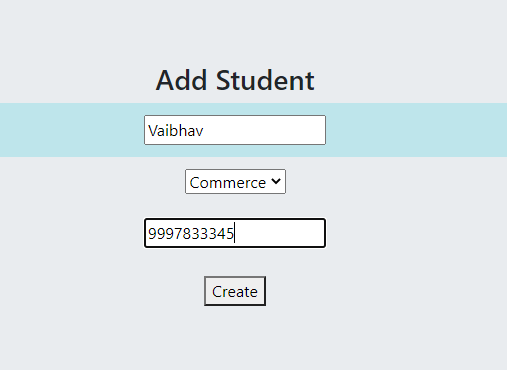 Add Student
Vaibhav
Commerce
9997833345
Create